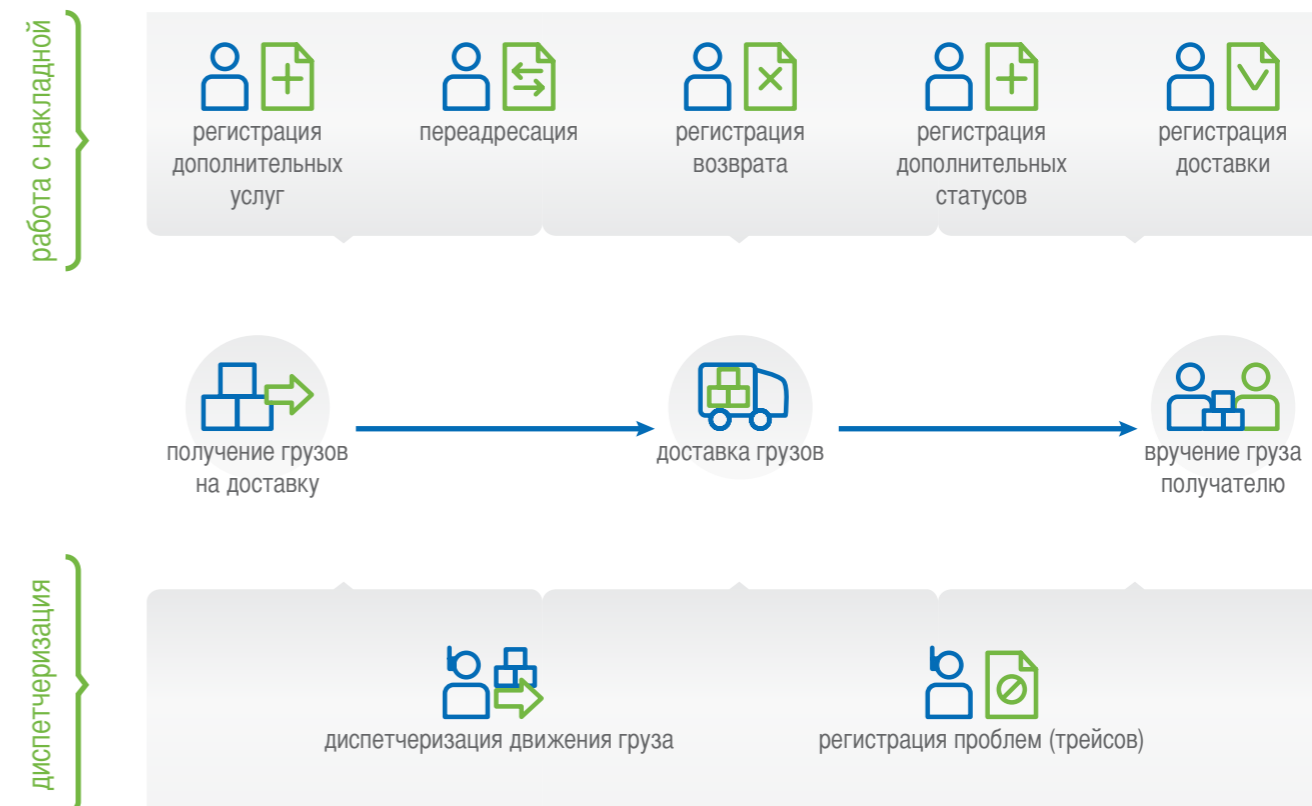 работа с накладной
регистрация
дополнительных
услуг
переадресация
регистрация
возврата
регистрация
дополнительных
статусов
регистрация
доставки
получение грузов
на доставку
доставка грузов
вручение груза
получателю
диспетчеризация
диспетчеризация движения груза
регистрация проблем (трейсов)